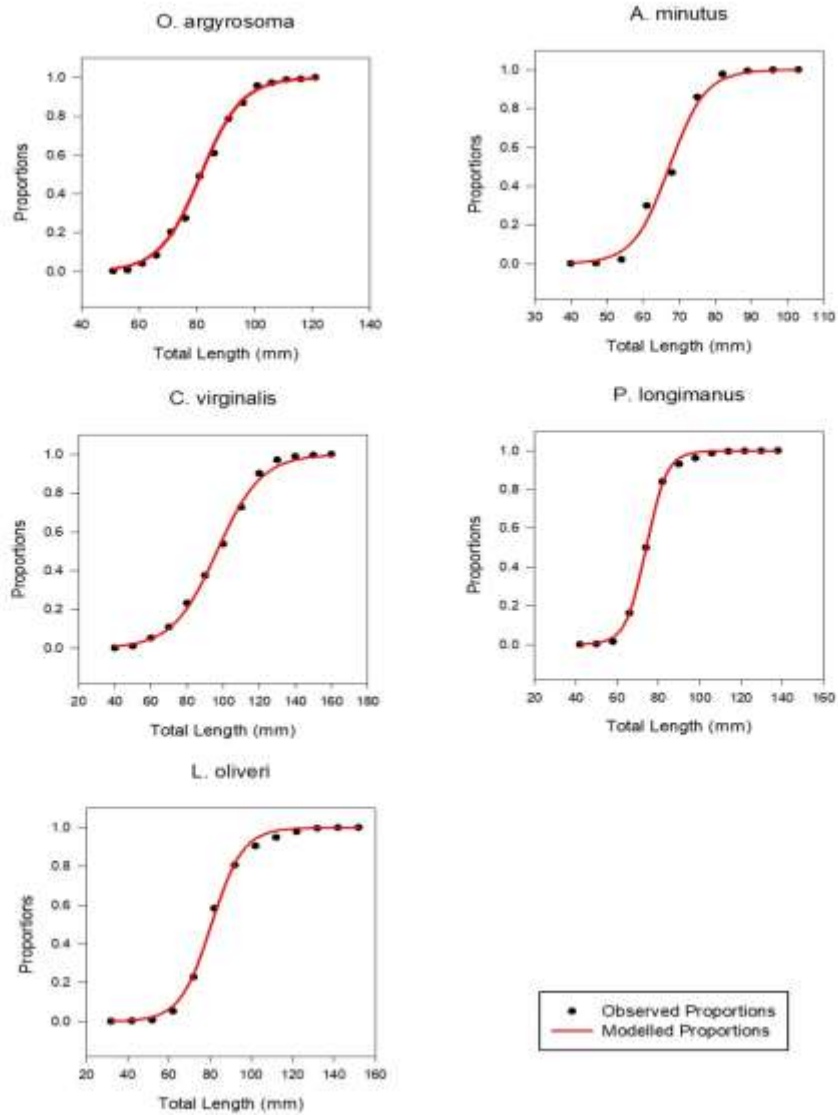 O. argyrosoma
1.0
0.8
0.6
0.4
0.2
0.0
Proportions
40 60 80 100 120 140
Total Length (mm)
A. minutus
1.0
0.8
0.6
0.4
0.2
0.0
Proportions
30 40 50 60 70 80 90 100 110
Total Length (mm)
C. virginalis
1.0
0.8
0.6
0.4
0.2
0.0
Proportions
20 40 60 80 100 120 140 160 180
Total Length (mm)
P. longimanus
1.0
0.8
0.6
0.4
0.2
0.0
Proportions
20 40 60 80 100 120 140 160
Total Length (mm)
L. oliveri
1.0
0.8
0.6
0.4
0.2
0.0
Proportions
20 40 60 80 100 120 140 160
Total Length (mm)
Observed Proportions
Modelled Proportions